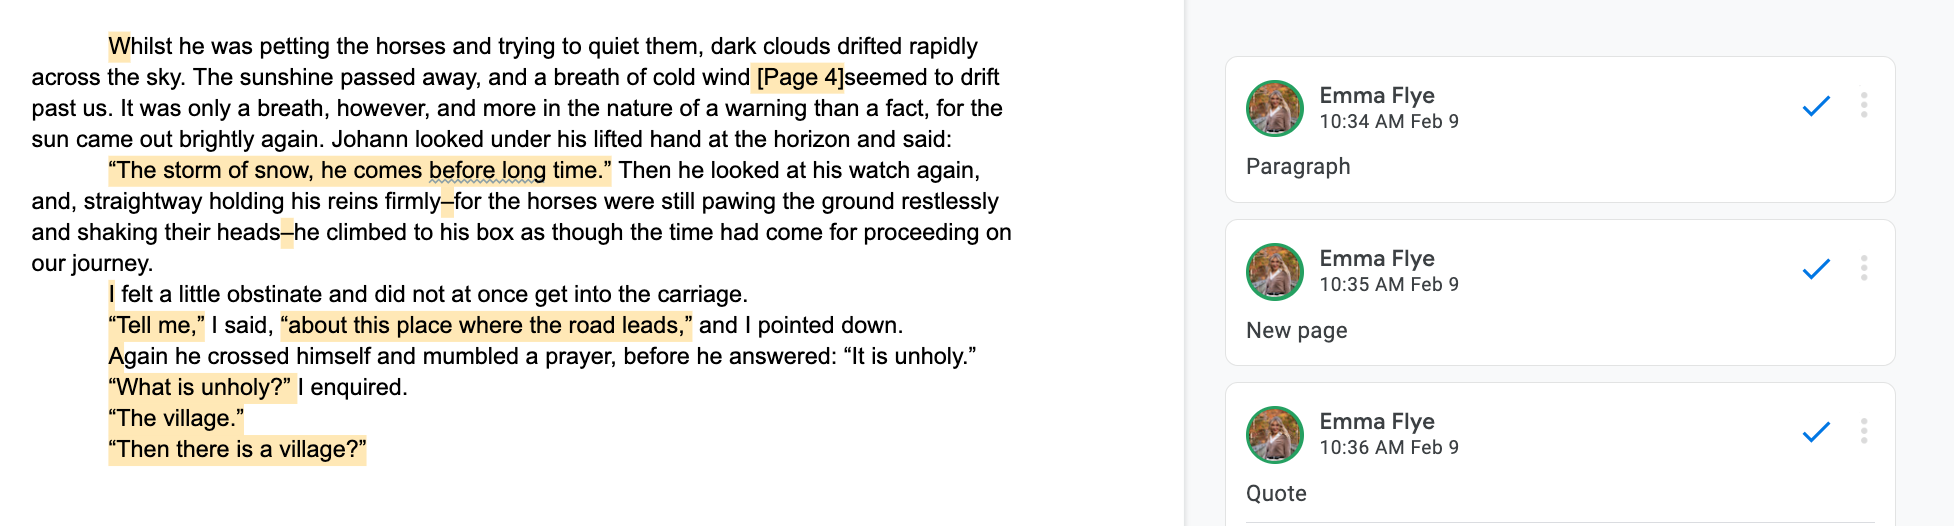 Whilst he was petting the horses and trying to quiet them, dark clouds drifted rapidly
across the sky. The sunshine passed away, and a breath of cold wind [Page 4]seemed to drift
past us. It was only a breath, however, and more in the nature of a warning than a fact, for the
sun came out brightly again. Johann looked under his lifted hand at the horizon and said:
“The storm of snow, he comes before long time.” Then he looked at his watch again,
and, straightway holding his reins firmly–for the horses were still pawing the ground restlessly
and shaking their heads–he climbed to his box as though the time had come for proceeding on
our journey.
I felt a little obstinate and did not at once get into the carriage.
“Tell me,” I said, “about this place where the road leads,” and I pointed down.
Again he crossed himself and mumbled a prayer, before he answered: “It is unholy.”
“What is unholy?” I enquired.
“The village.”
“Then there is a village?”
Emma Flye
10:34 AM Feb 9
Paragraph
Emma Flye
10:35 AM Feb 9
New page
Emma Flye
10:36 AM Feb 9
Quote